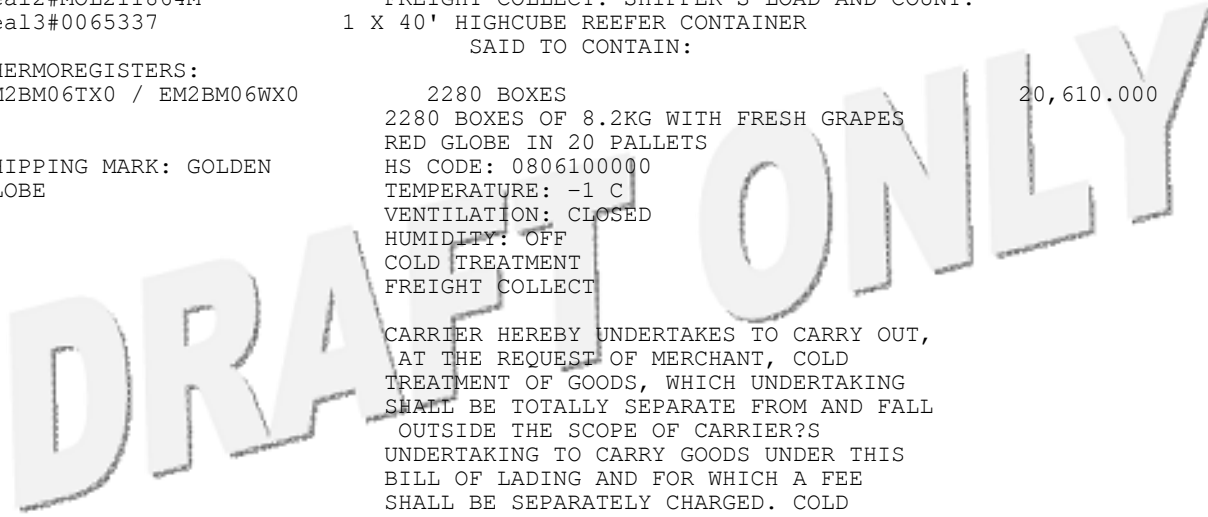 FREIGHT COLLECT. SHIPPER'S LOAD AND COUNT.
eal3#0065337 1 X 40' HIGHCUBE REEFER CONTAINER
SAID TO CONTAIN:
HERMOREGISTERS:
M2BM06TX0 / EM2BM06WX0 2280 BOXES 20,610.000
2280 BOXES OF 8.2KG WITH FRESH GRAPES
RED GLOBE IN 20 PALLETS
HIPPING MARK: GOLDEN HS CODE: 0806100000
LOBE TEMPERATURE: -1 C
VENTILATION: CLOSED
HUMIDITY: OFF
COLD TREATMENT
FREIGHT COLLECT
CARRIER HEREBY UNDERTAKES TO CARRY OUT,
AT THE REQUEST OF MERCHANT, COLD
TREATMENT OF GOODS, WHICH UNDERTAKING
SHALL BE TOTALLY SEPARATE FROM AND FALL
OUTSIDE THE SCOPE OF CARRIER?S
UNDERTAKING TO CARRY GOODS UNDER THIS
BILL OF LADING AND FOR WHICH A FEE
SHALL BE SEPARATELY CHARGED. COLD
DRAFT ONLY